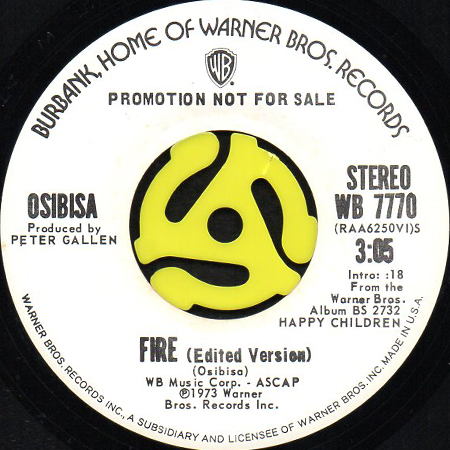 BURBANK, HOME OF WARNER BROS. RECORDS
WB
PROMOTION NOT FOR SALE
OSIBISA
Produced by
PETER GALLEN
STEREO
WB 7770
(RAA6250VI)S
3:05
Intro: :18
From the
Warner Bros.
Album BS 2732
HAPPY CHILDREN
FIRE (Edited Version)
(Osibisa)
WB Music Corp. - ASCAP
Ⓟ1973 Warner
Bros. Records Inc.
WARNER BROS. RECORDS INC., A SUBSIDIARY AND LICENSEE OF WARNER BROS. INC. MADE IN U.S.A.